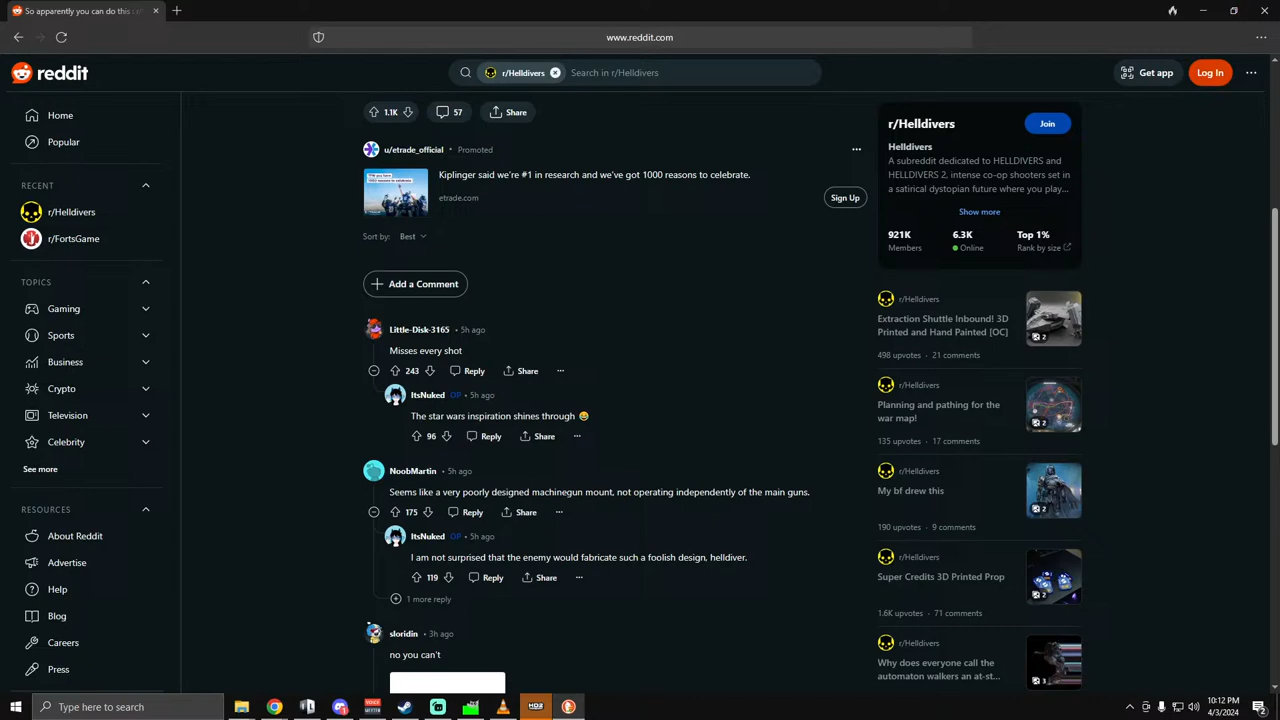 So apparently you can do this : 
www.reddit.com
reddit
r/Helldivers
Search in r/Helldivers
Get app
Log In
Home
Popular
RECENT
r/Helldivers
r/FortsGame
TOPICS
Gaming
Sports
Business
Crypto
Television
Celebrity
See more
RESOURCES
About Reddit
Advertise
Help
Blog
Careers
Press
1.1K
57
Share
u/etrade_official • Promoted
Kipling​er said we're #1 in research and we've got 1000 reasons to celebrate.
etrade.com
Sign Up
Sort by: Best
Add a Comment
Little-Disk-3165 • 5h ago
Misses every shot
243 Reply Share
ItsNuked OP • 5h ago
The star wars inspiration shines through 😄
96 Reply Share
NoobMartin • 5h ago
Seems like a very poorly designed machinegun mount, not operating independently of the main guns.
175 Reply Share
ItsNuked OP • 5h ago
I am not surprised that the enemy would fabricate such a foolish design, helldiver.
119 Reply Share
1 more reply
sloridin • 3h ago
no you can't
r/Helldivers
Join
Helldivers
A subreddit dedicated to HELLDIVERS and
HELLDIVERS 2, intense co-op shooters set in
a satirical dystopian future where you play...
Show more
921K 6.3K Top 1%
Members Online Rank by size
r/Helldivers
Extraction Shuttle Inbound! 3D
Printed and Hand Painted [OC]
2
498 upvotes • 21 comments
r/Helldivers
Planning and pathing for the
war map!
2
135 upvotes • 17 comments
r/Helldivers
My bf drew this
2
190 upvotes • 9 comments
r/Helldivers
Super Credits 3D Printed Prop
2
1.6K upvotes • 71 comments
r/Helldivers
Why does everyone call the
automaton walkers an at-st...
3
Type here to search
HD2
10:12 PM
4/3/2024
2